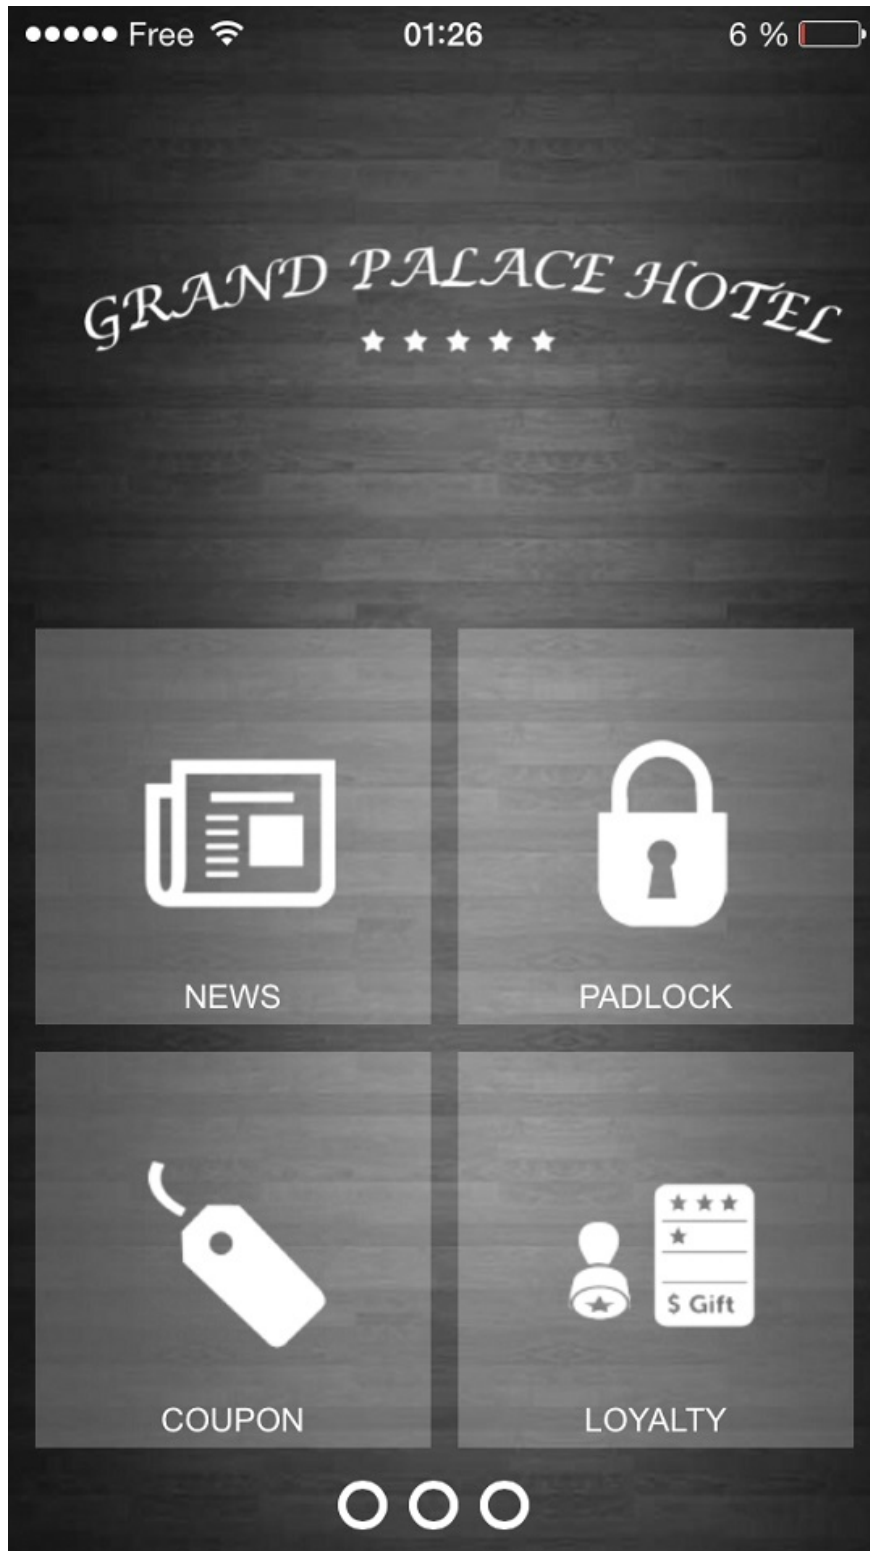 Free 01:26 6 %
GRAND PALACE HOTEL
NEWS PADLOCK
$ Gift
COUPON LOYALTY